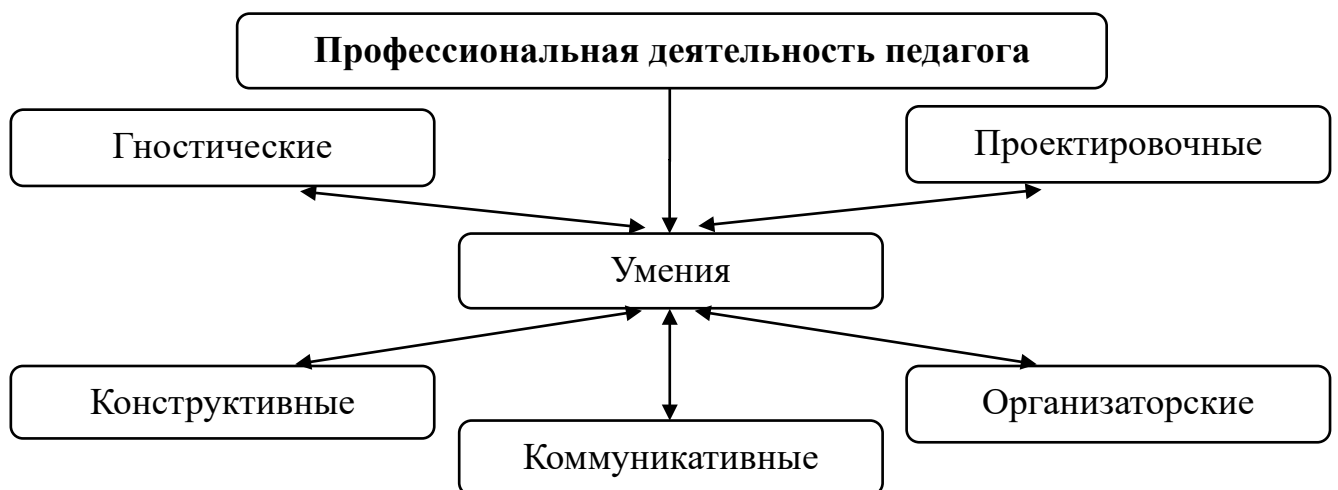 Профессиональная деятельность педагога
Гностические
Проектировочные
Умения
Конструктивные
Организаторские
Коммуникативные